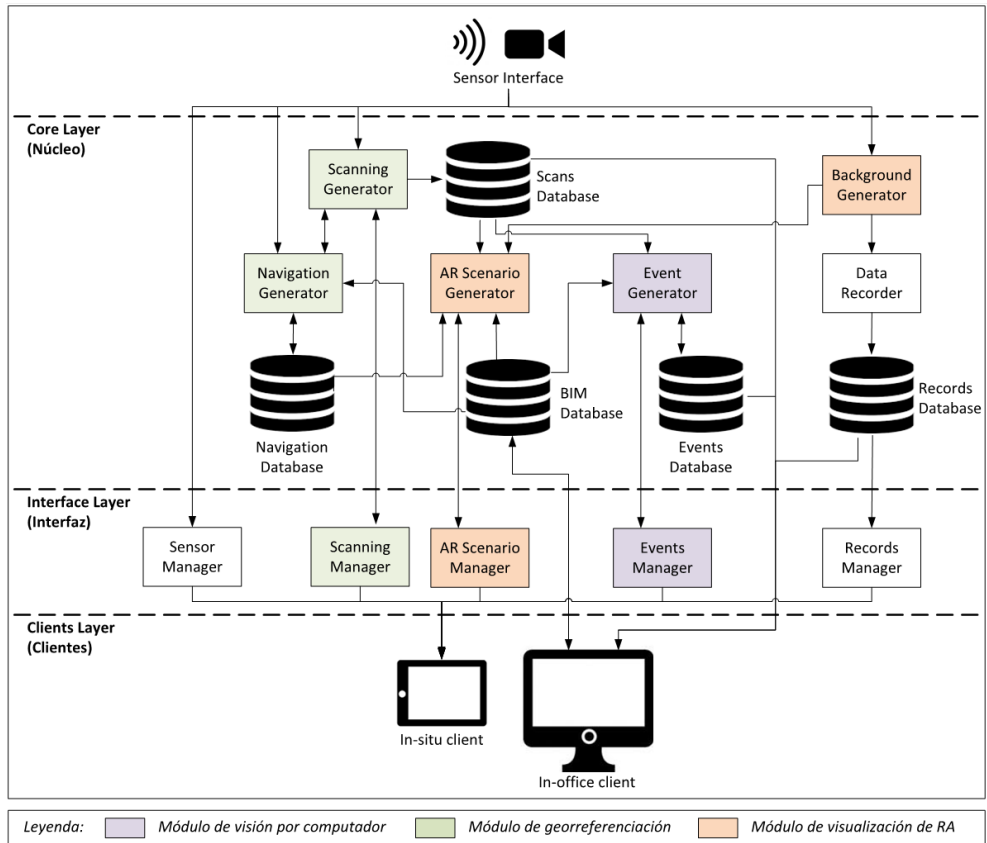 Sensor Interface
Core Layer
(Núcleo)
Scanning
Generator
Scans
Database
Background
Generator
Navigation
Generator
AR Scenario
Generator
Event
Generator
Data
Recorder
Navigation
Database
BIM
Database
Events
Database
Records
Database
Interface Layer
(Interfaz)
Sensor
Manager
Scanning
Manager
AR Scenario
Manager
Events
Manager
Records
Manager
Clients Layer
(Clientes)
In-situ client
In-office client
Leyenda: Módulo de visión por computador Módulo de georreferenciación Módulo de visualización de RA